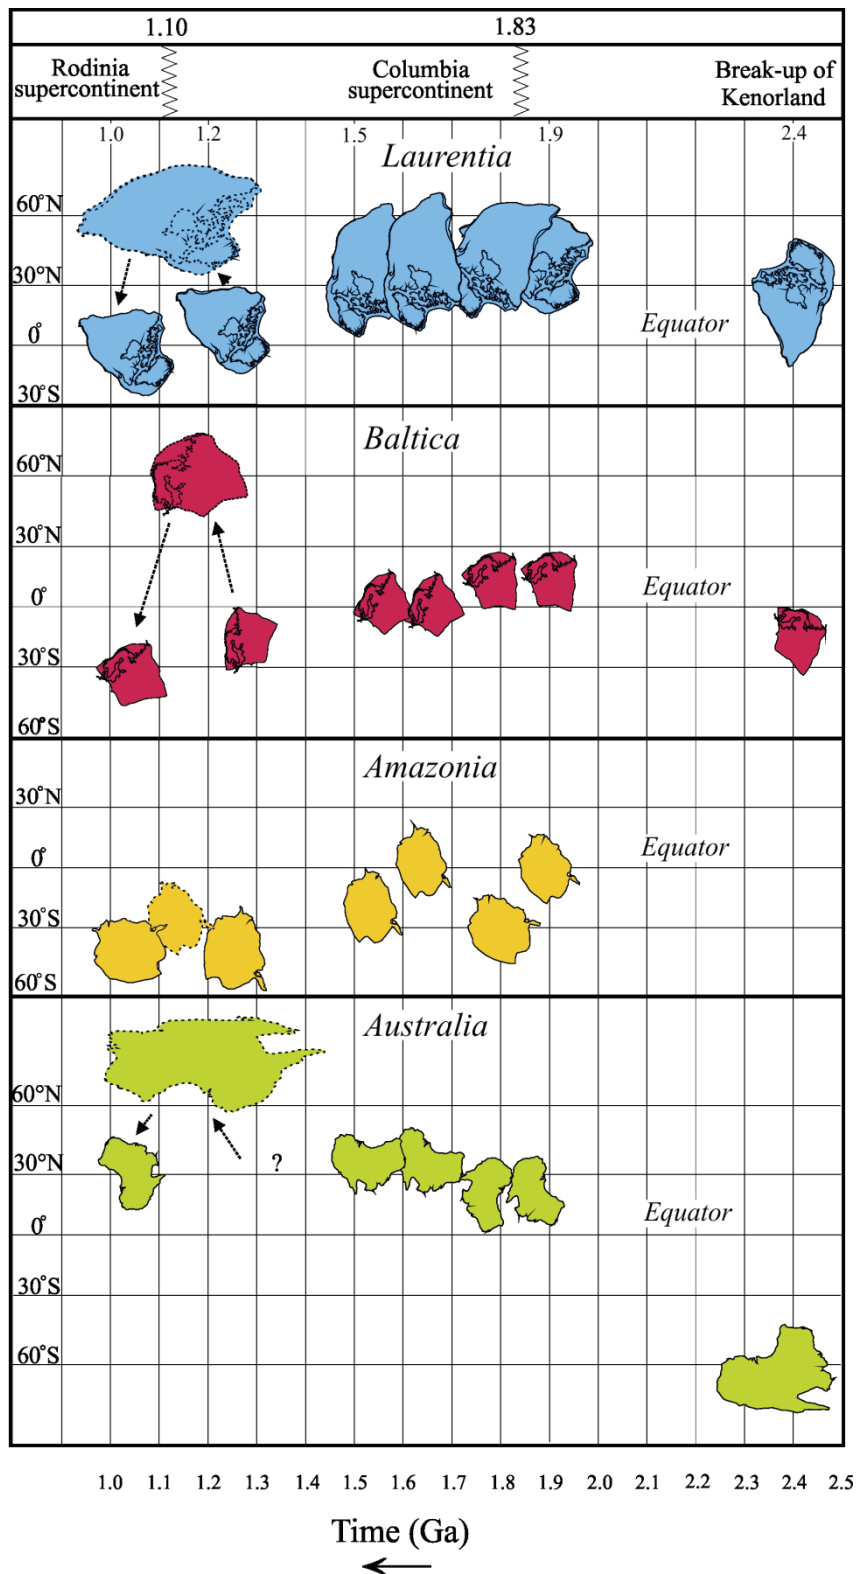 1.10 1.83
Rodinia
supercontinent
Columbia
supercontinent
Break-up of
Kenorland
1.0 1.2 1.5 1.9 2.4
Laurentia
60°N
30°N
Equator
0°
30°S
Baltica
60°N
30°N
Equator
0°
30°S
60°S
Amazonia
30°N
Equator
0°
30°S
60°S
Australia
60°N
30°N
?
Equator
0°
30°S
60°S
1.0 1.1 1.2 1.3 1.4 1.5 1.6 1.7 1.8 1.9 2.0 2.1 2.2 2.3 2.4 2.5
Time (Ga)